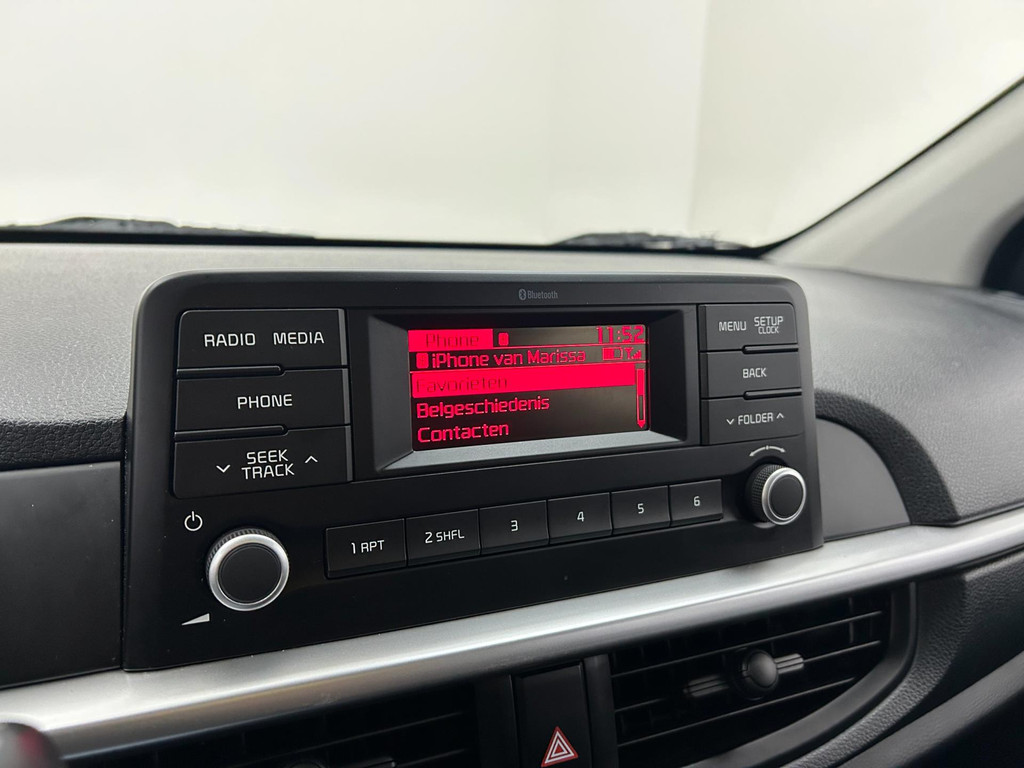 Bluetooth
RADIO MEDIA
PHONE
SEEK
TRACK
Phone 11:52
iPhone van Marissa
Favorieten
Belgeschiedenis
Contacten
MENU SETUP
CLOCK
BACK
FOLDER
1 RPT 2 SHFL 3 4 5 6